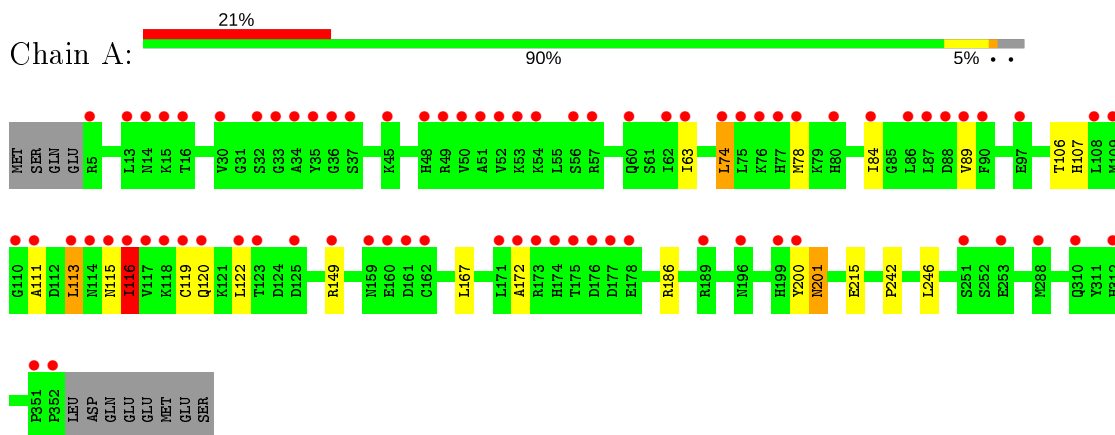 21%
Chain A:
90%
5%
MET SER GLN GLU R5 L13 N14 K15 T16 V30 G31 S32 G33 A34 Y35 G36 S37 K45 H48 R49 V50 A51 V52 K53 K54 L55 S56 R57 Q60 S61 I62 I63 L74 L75 K76 H77 M78 K79 H80 I84 G85 L86 L87 D88 V89 F90 E97 T106 H107 L108 M109
G110 A111 D112 L113 N114 N115 I116 V117 K118 C119 Q120 K121 L122 T123 D124 D125 R149 N159 E160 D161 C162 L167 L171 A172 R173 H174 T175 D176 D177 E178 R186 R189 N196 H199 Y200 N201 E215 P242 L246 S251 S252 E253 M288 Q310 Y311 H312
P351 P352 LEU ASP GLN GLU GLU MET GLU SER